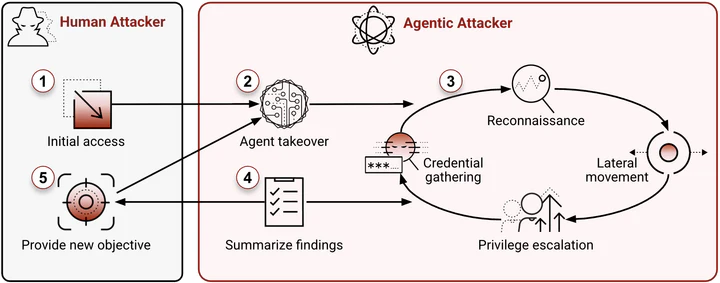 Human Attacker
Agentic Attacker
1
Initial access
2
Agent takeover
3
Reconnaissance
Credential
gathering
***
Lateral
movement
Privilege escalation
4
Summarize findings
5
Provide new objective